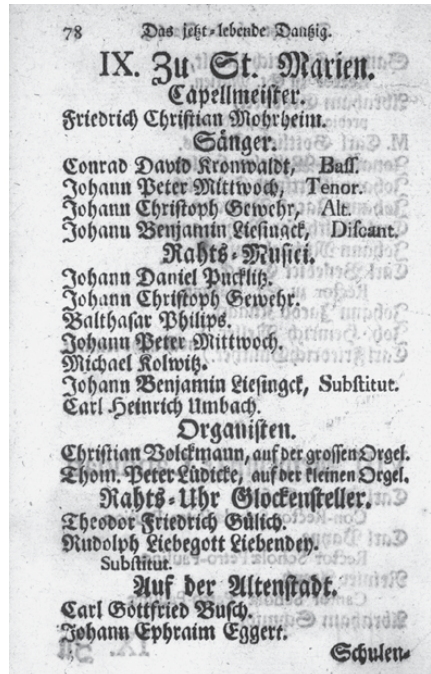 78 Das jetzt-lebende Dantzig.
IX. Zu St. Marien.
Capellmeister.
Friedrich Christian Mohrheim.
Sänger.
Conrad David Kronwaldt, Bass.
Johann Peter Mittwoch, Tenor.
Johann Christoph Gewehr, Alt.
Johann Benjamin Liesingck, Discant.
Rahts-Musici.
Johann Daniel Pucklitz.
Johann Christoph Gewehr.
Balthasar Philips.
Johann Peter Mittwoch.
Michael Kolwitz.
Johann Benjamin Liesingck, Substitut.
Carl Heinrich Umbach.
Organisten.
Christian Volckmann, auf der grossen Orgel.
Thom. Peter Lüdicke, auf der kleinen Orgel.
Rahts-Uhr Glockensteller.
Theodor Friedrich Gülich.
Rudolph Liebegott Liebendey.
Substitut.
Auf der Altenstadt.
Carl Gottfried Busch.
Johann Ephraim Eggert.
Schulen-